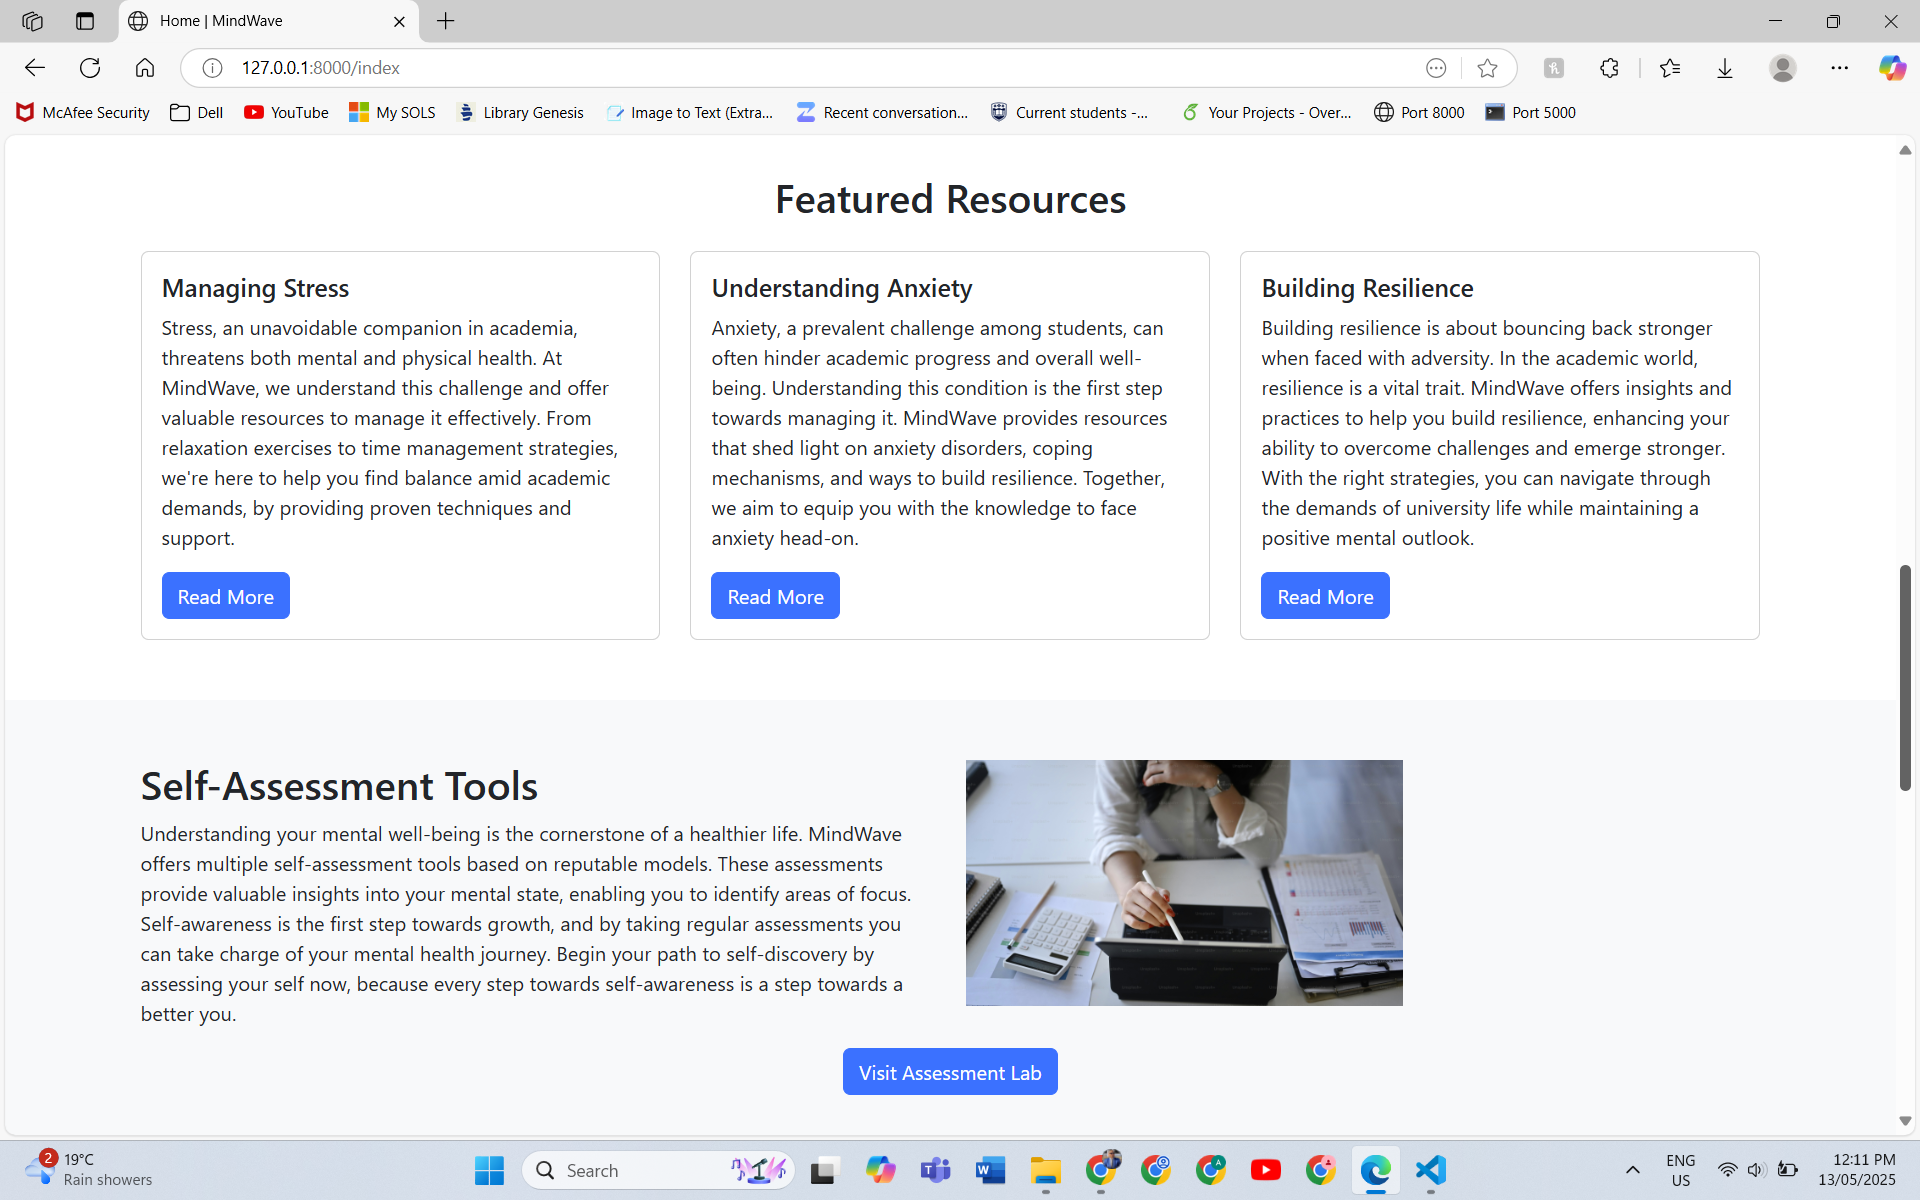 Home | MindWave
127.0.0.1:8000/index
McAfee Security
Dell
YouTube
My SOLS
Library Genesis
Image to Text (Extra...
Recent conversation...
Current students -...
Your Projects - Over...
Port 8000
Port 5000
Featured Resources
Managing Stress
Stress, an unavoidable companion in academia,
threatens both mental and physical health. At
MindWave, we understand this challenge and offer
valuable resources to manage it effectively. From
relaxation exercises to time management strategies,
we're here to help you find balance amid academic
demands, by providing proven techniques and
support.
Read More
Understanding Anxiety
Anxiety, a prevalent challenge among students, can
often hinder academic progress and overall well-
being. Understanding this condition is the first step
towards managing it. MindWave provides resources
that shed light on anxiety disorders, coping
mechanisms, and ways to build resilience. Together,
we aim to equip you with the knowledge to face
anxiety head-on.
Read More
Building Resilience
Building resilience is about bouncing back stronger
when faced with adversity. In the academic world,
resilience is a vital trait. MindWave offers insights and
practices to help you build resilience, enhancing your
ability to overcome challenges and emerge stronger.
With the right strategies, you can navigate through
the demands of university life while maintaining a
positive mental outlook.
Read More
Self-Assessment Tools
Understanding your mental well-being is the cornerstone of a healthier life. MindWave
offers multiple self-assessment tools based on reputable models. These assessments
provide valuable insights into your mental state, enabling you to identify areas of focus.
Self-awareness is the first step towards growth, and by taking regular assessments you
can take charge of your mental health journey. Begin your path to self-discovery by
assessing your self now, because every step towards self-awareness is a step towards a
better you.
Visit Assessment Lab
2
19°C
Rain showers
Search
ENG
US
12:11 PM
13/05/2025